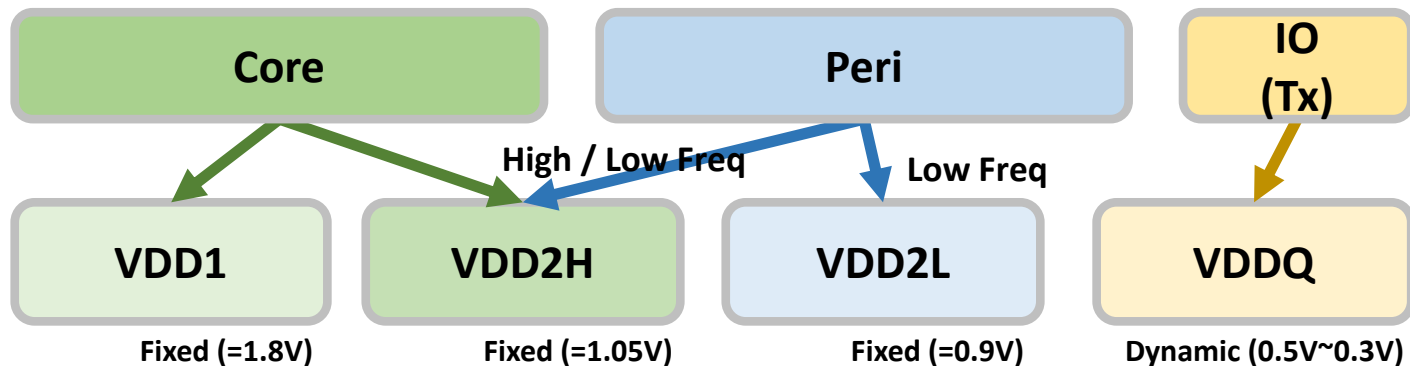 Core
Peri
IO
(Tx)
High / Low Freq
Low Freq
VDD1
VDD2H
VDD2L
VDDQ
Fixed (=1.8V)
Fixed (=1.05V)
Fixed (=0.9V)
Dynamic (0.5V~0.3V)